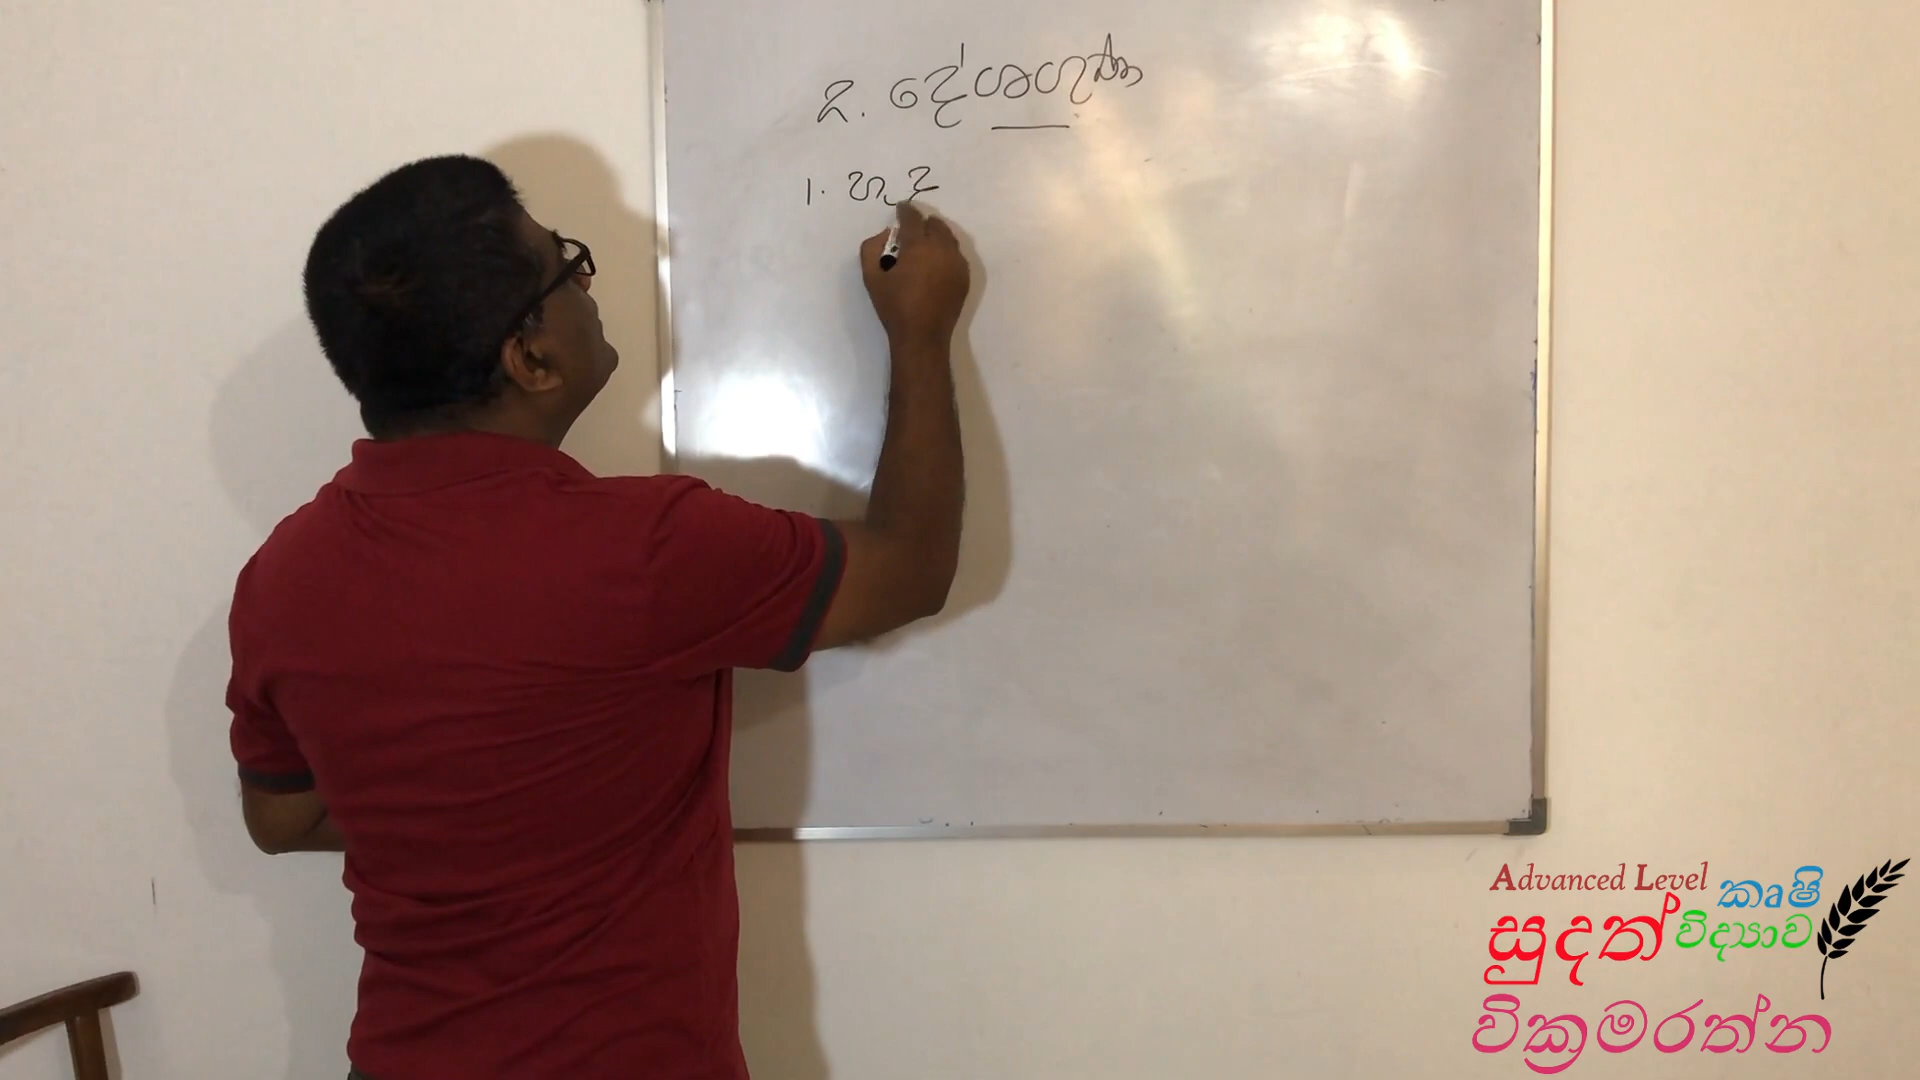 2. දේශගුණ
1. හැඳ
Advanced Level කෘෂි
සුදත් විද්‍යාව
වික්‍රමරත්න